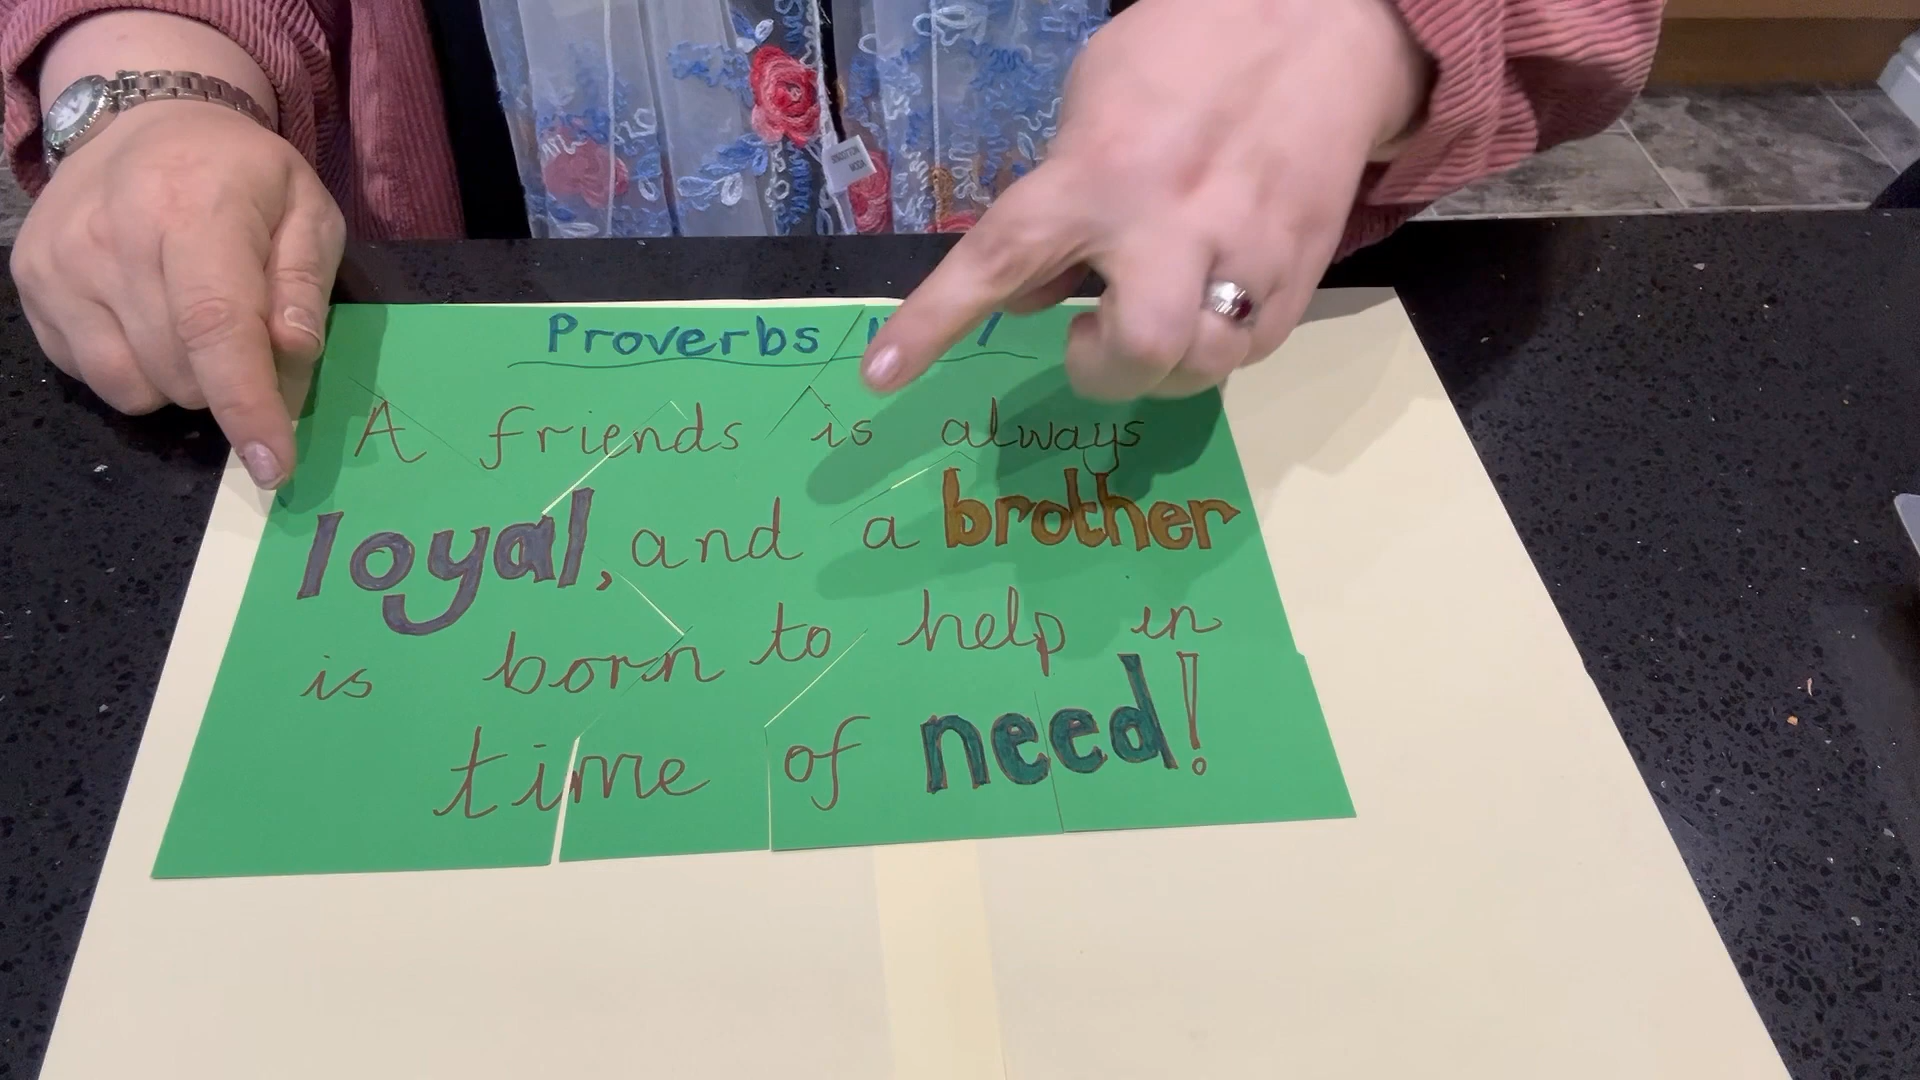 Proverbs
A friends is always
loyal, and a brother
is born to help in
time of need!